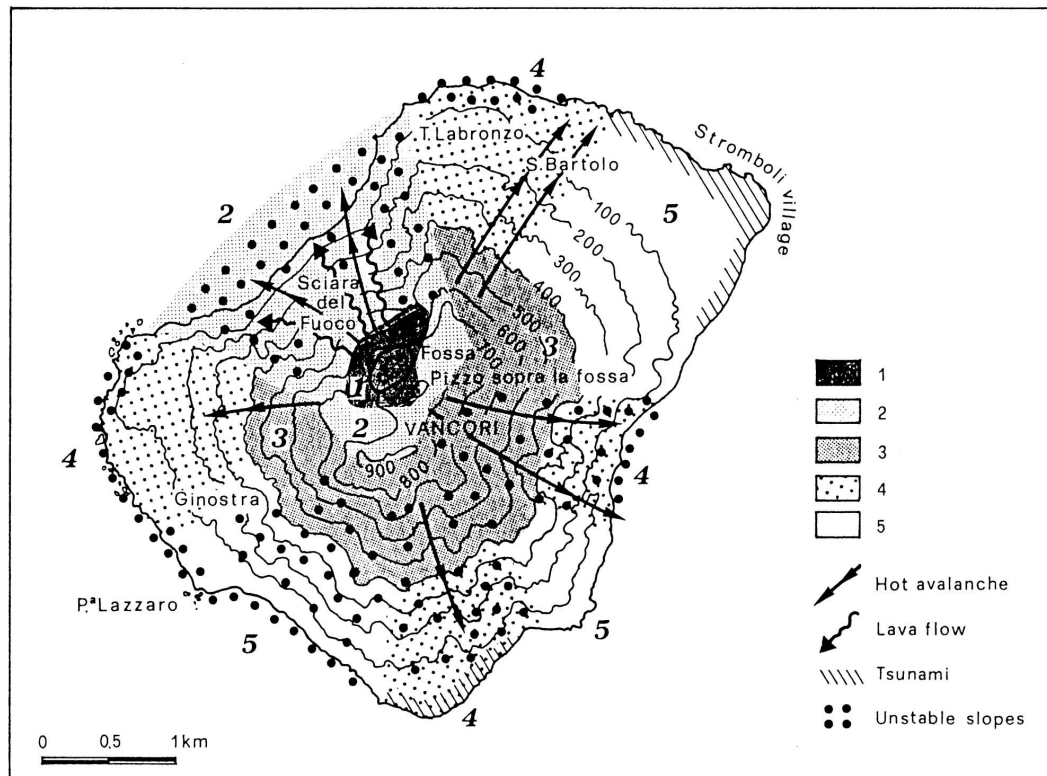 4
T. Labronzo
S. Bartolo
Stromboli village
2
5
100
200
300
400
500
600
700
Sciara
del
Fuoco
Fossa
3
Pizzo sopra la fossa
1
2
VANCORI
3
4
900
800
4
Ginostra
P.ª Lazzaro
5
5
4
0 0,5 1 km
1
2
3
4
5
Hot avalanche
Lava flow
Tsunami
Unstable slopes